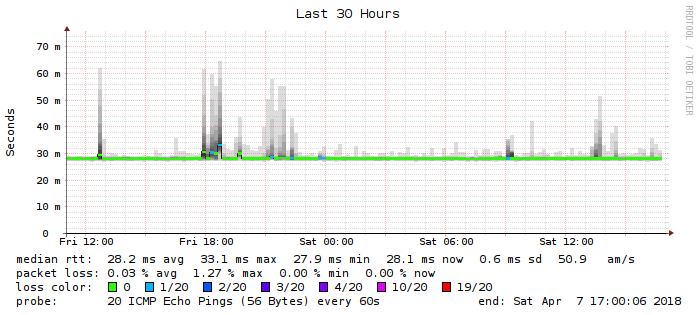 Last 30 Hours
RRDTOOL / TOBI OETIKER
Seconds
70 m
60 m
50 m
40 m
30 m
20 m
10 m
0
Fri 12:00 Fri 18:00 Sat 00:00 Sat 06:00 Sat 12:00
median rtt: 28.2 ms avg 33.1 ms max 27.9 ms min 28.1 ms now 0.6 ms sd 50.9 am/s
packet loss: 0.03 % avg 1.27 % max 0.00 % min 0.00 % now
loss color: 0 1/20 2/20 3/20 4/20 10/20 19/20
probe: 20 ICMP Echo Pings (56 Bytes) every 60s end: Sat Apr 7 17:00:06 2018